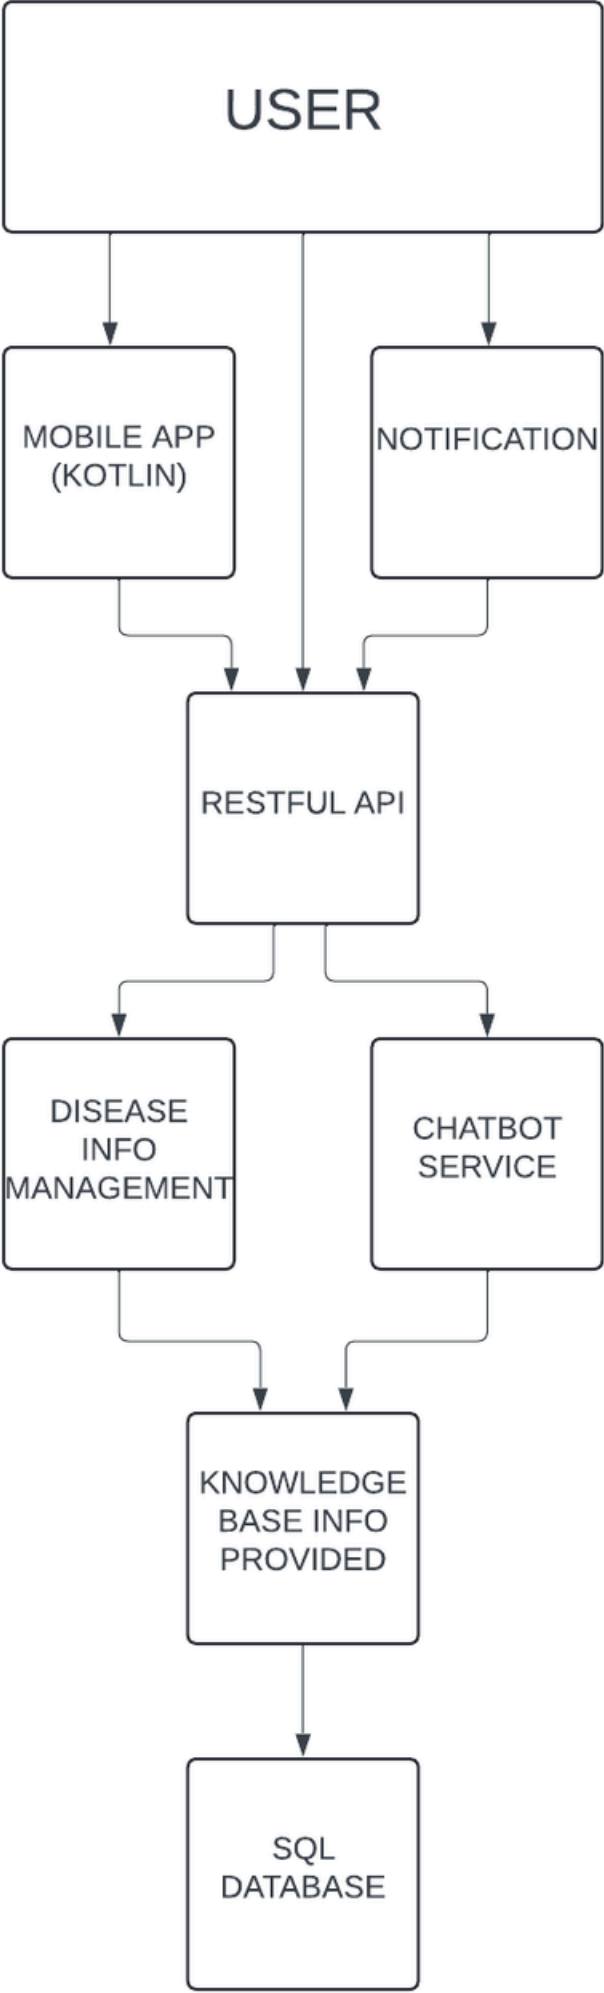 USER
MOBILE APP
(KOTLIN)
NOTIFICATION
RESTFUL API
DISEASE
INFO
MANAGEMENT
CHATBOT
SERVICE
KNOWLEDGE
BASE INFO
PROVIDED
SQL
DATABASE